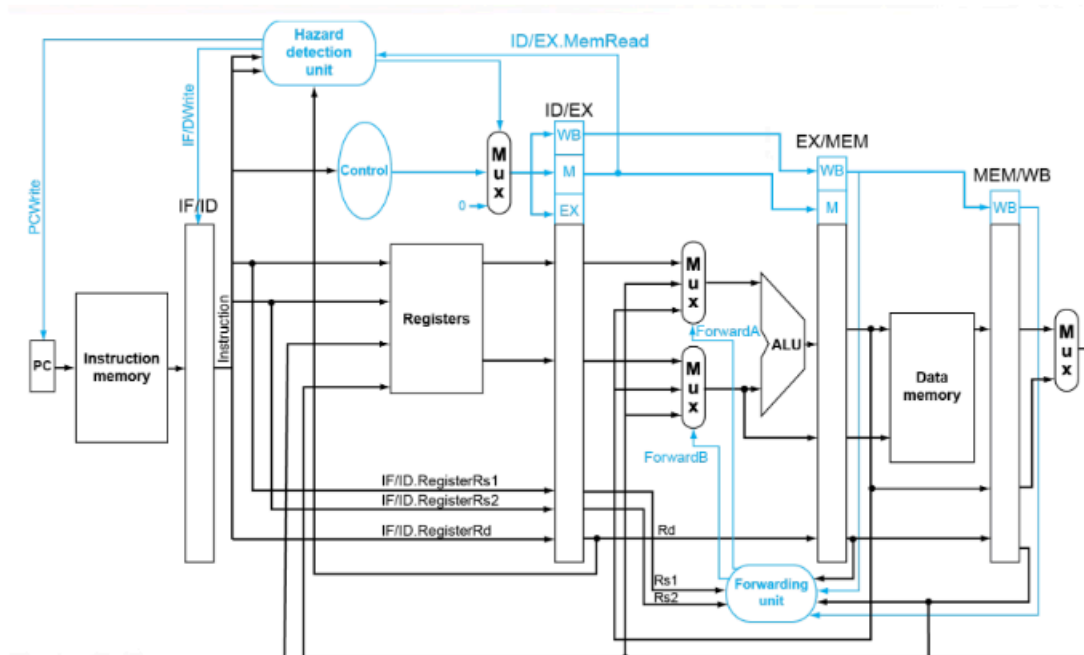 Hazard
detection
unit
ID/EX.MemRead
PCWrite
IF/DWrite
Control
0
M
u
x
ID/EX
WB
M
EX
EX/MEM
WB
M
MEM/WB
WB
IF/ID
PC
Instruction
memory
Instruction
Registers
M
u
x
ForwardA
M
u
x
ForwardB
ALU
Data
memory
M
u
x
IF/ID.RegisterRs1
IF/ID.RegisterRs2
IF/ID.RegisterRd
Rd
Rs1
Rs2
Forwarding
unit